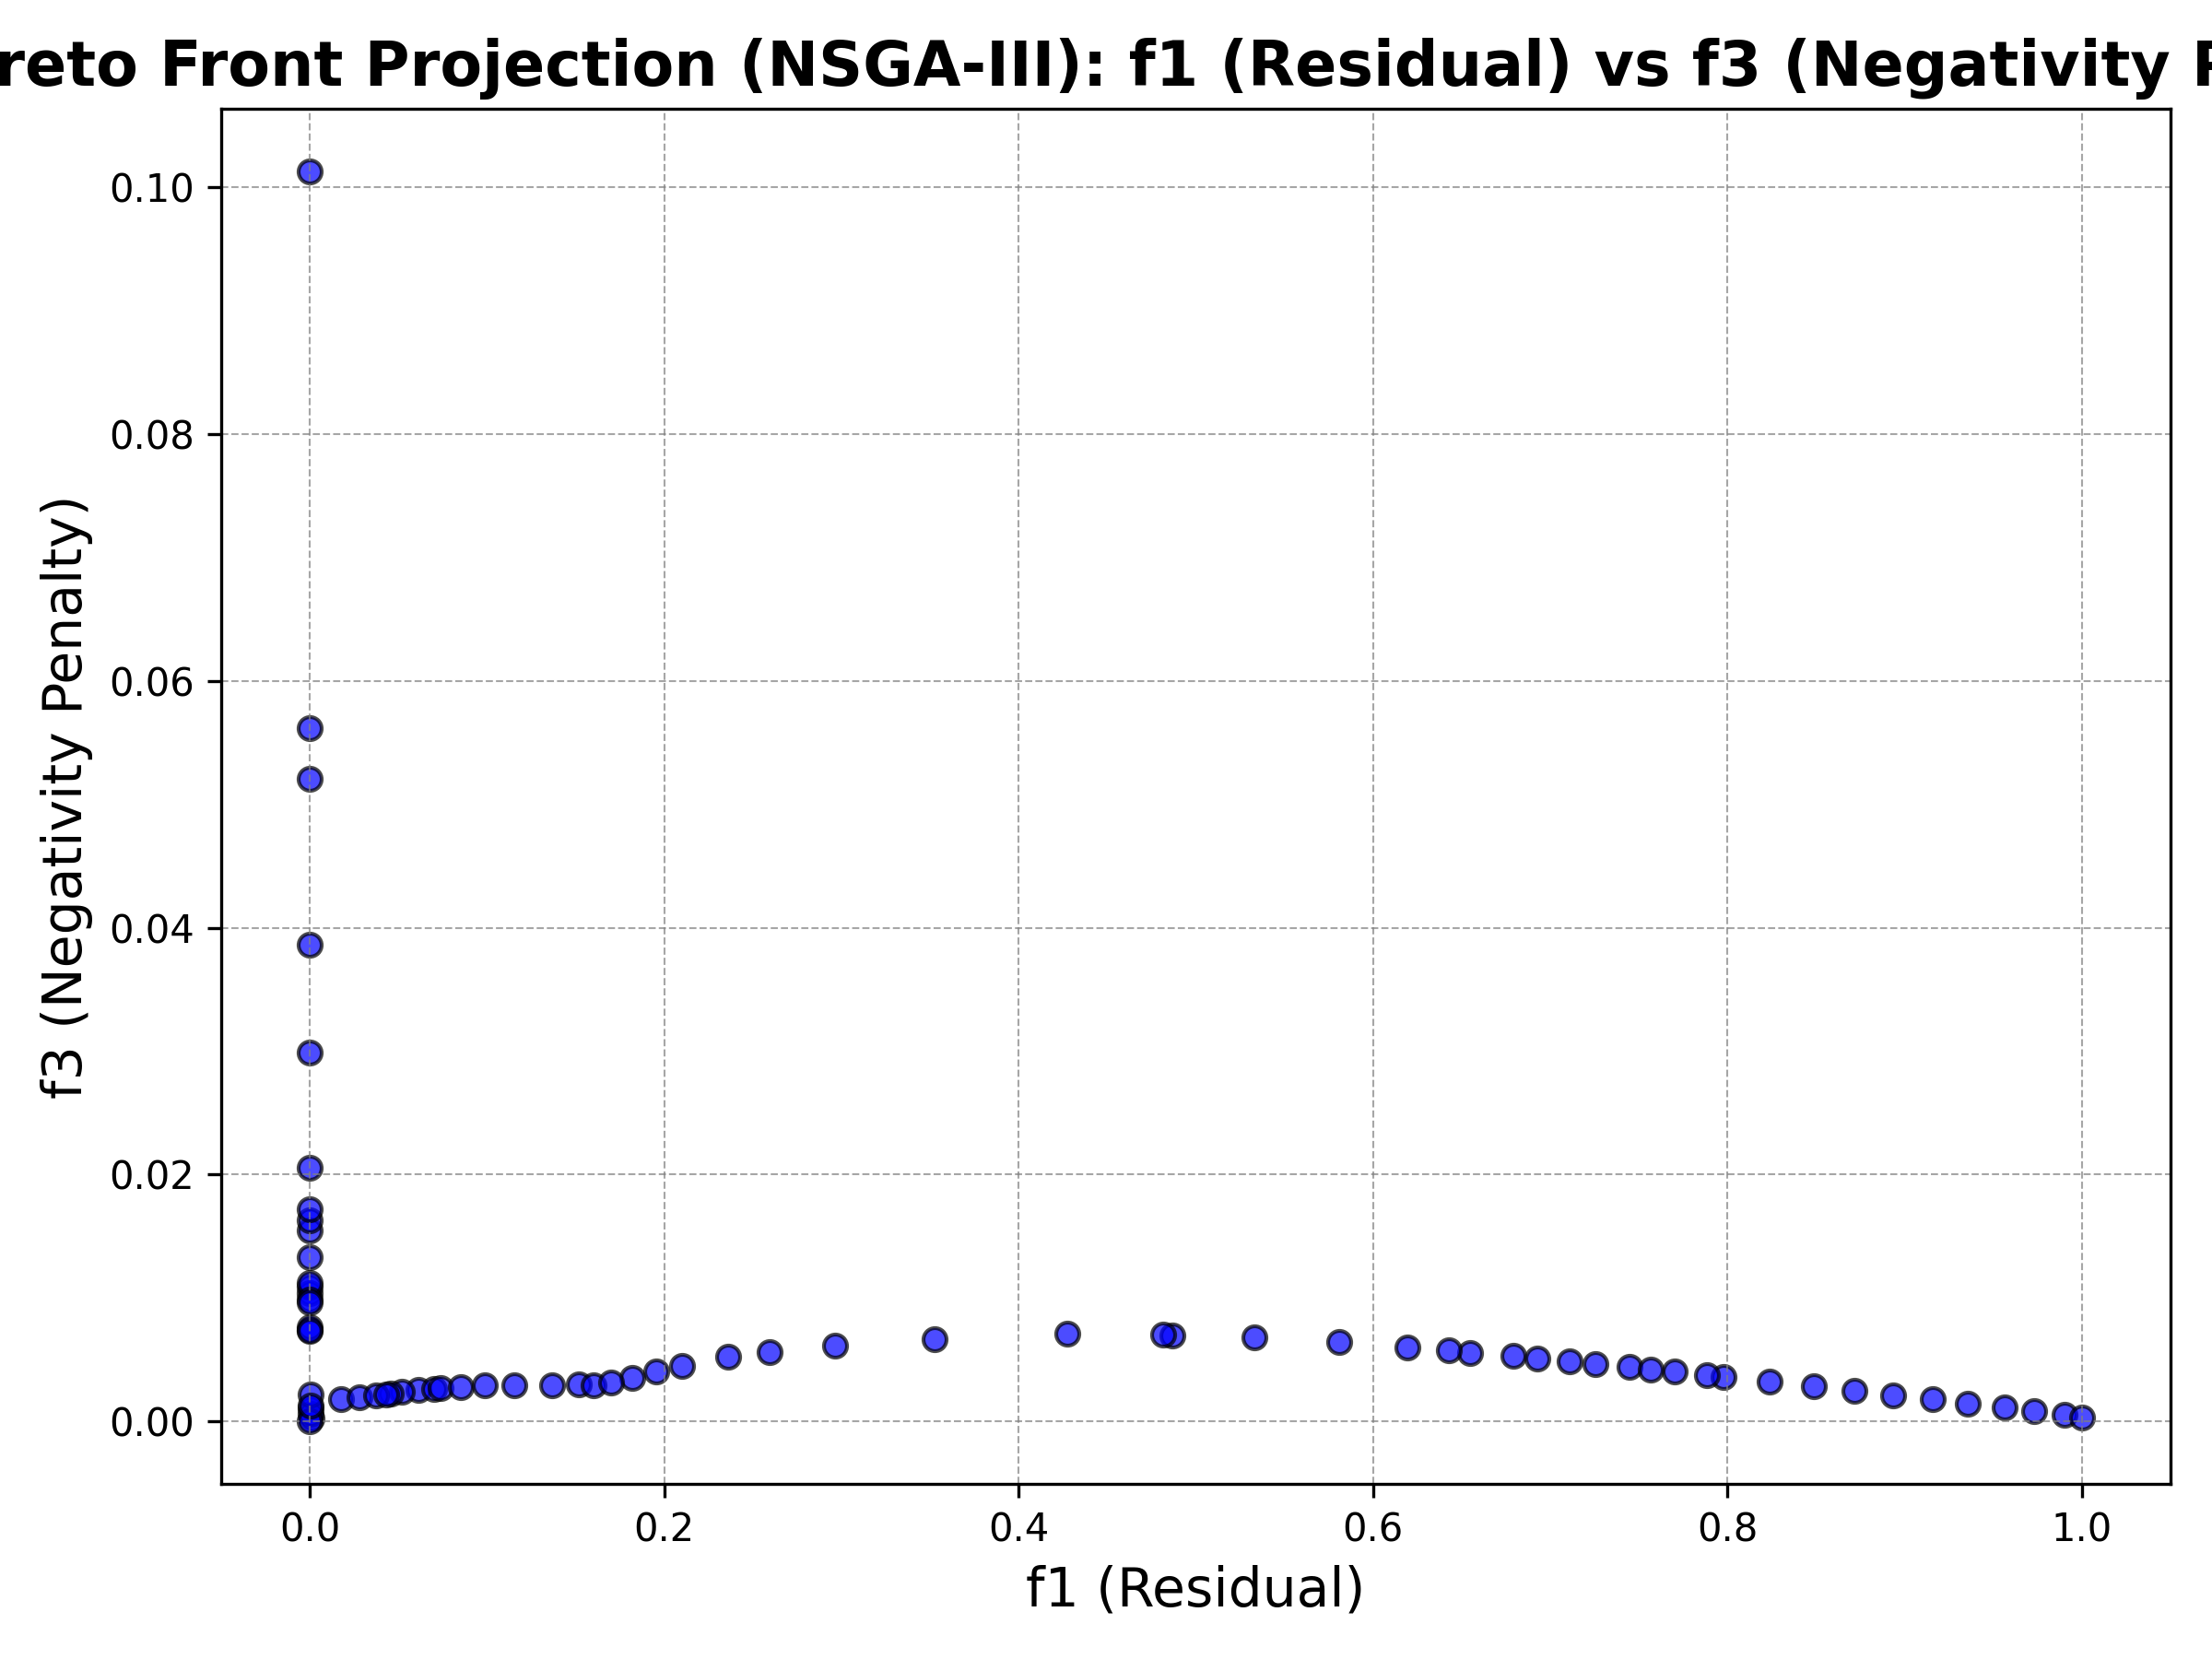 reto Front Projection (NSGA-III): f1 (Residual) vs f3 (Negativity P
0.10
0.08
0.06
0.04
0.02
0.00
f3 (Negativity Penalty)
0.0 0.2 0.4 0.6 0.8 1.0
f1 (Residual)